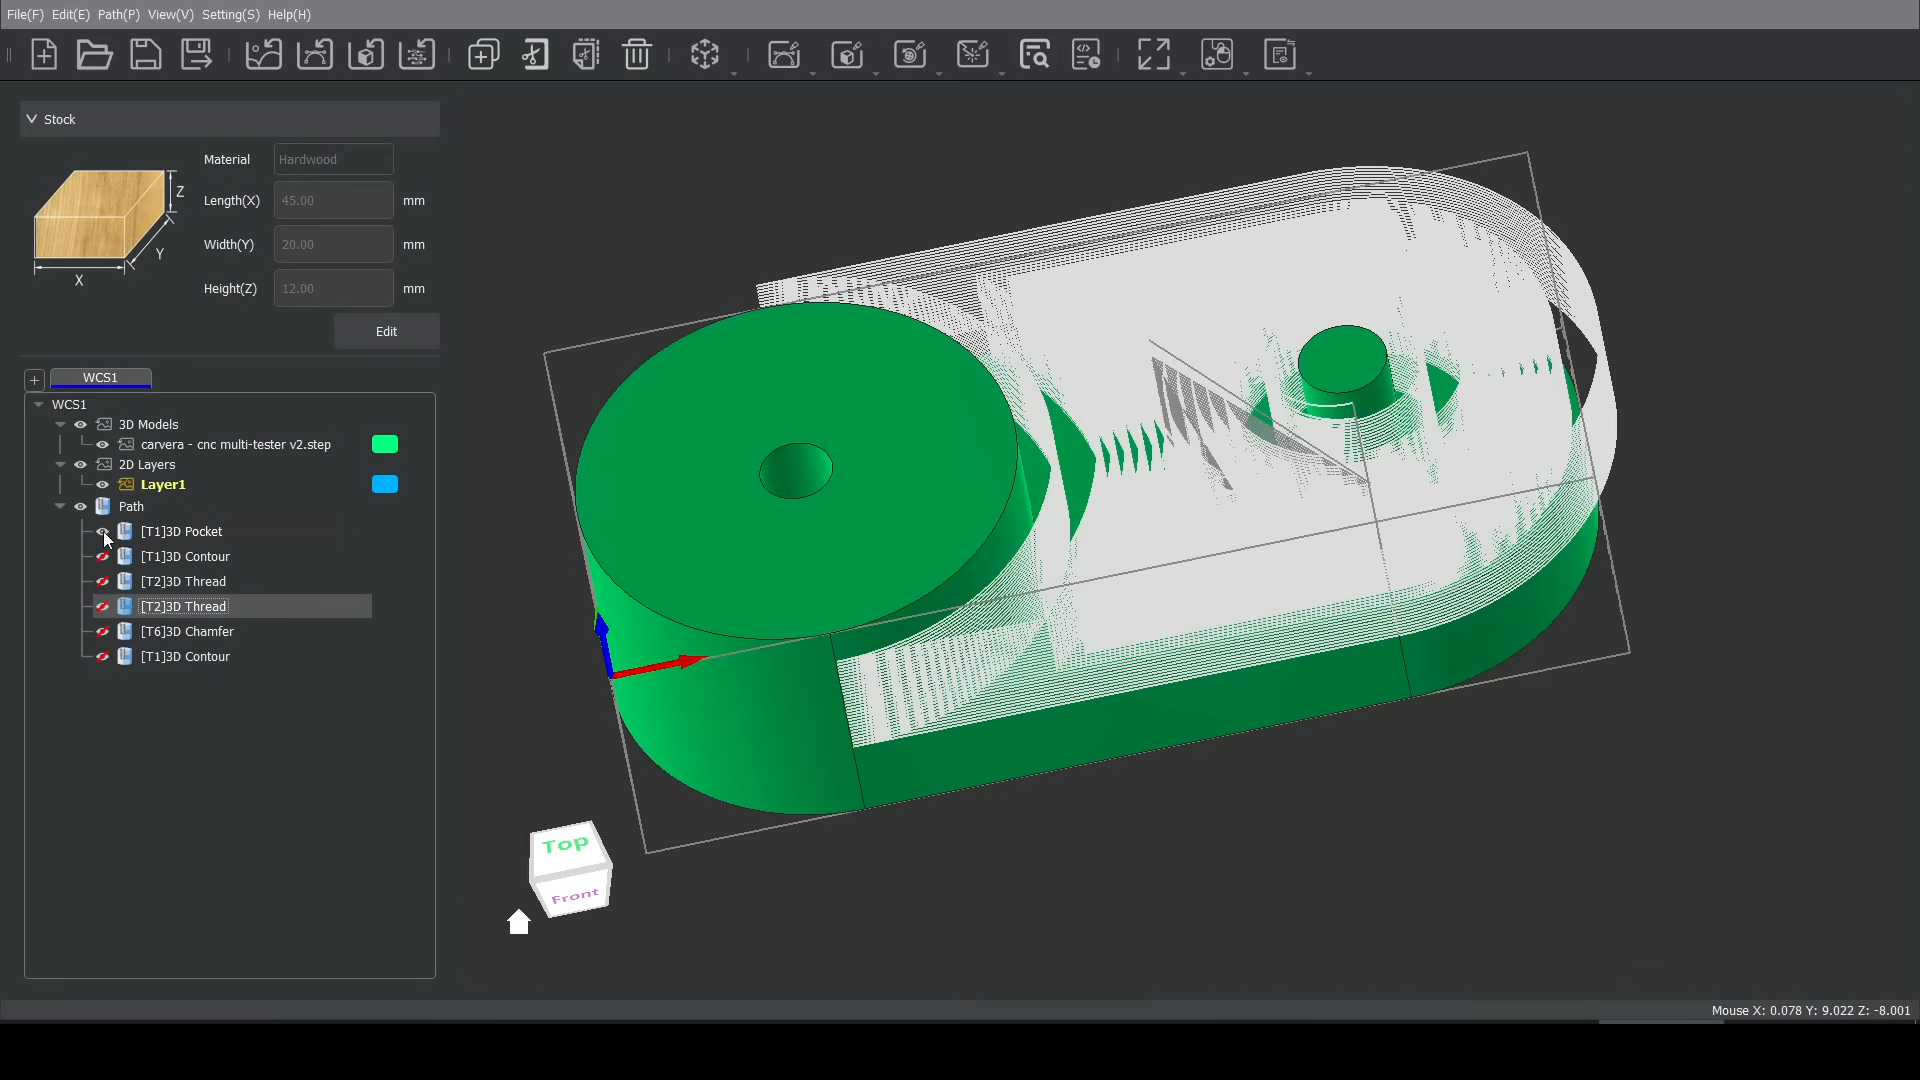 File(F) Edit(E) Path(P) View(V) Setting(S) Help(H)
Stock
Material Hardwood
Length(X) 45.00 mm
Width(Y) 20.00 mm
Height(Z) 12.00 mm
Z
Y
X
Edit
+ WCS1
WCS1
3D Models
carvera - cnc multi-tester v2.step
2D Layers
Layer1
Path
[T1]3D Pocket
[T1]3D Contour
[T2]3D Thread
[T2]3D Thread
[T6]3D Chamfer
[T1]3D Contour
Top
Front
Mouse X: 0.078 Y: 9.022 Z: -8.001